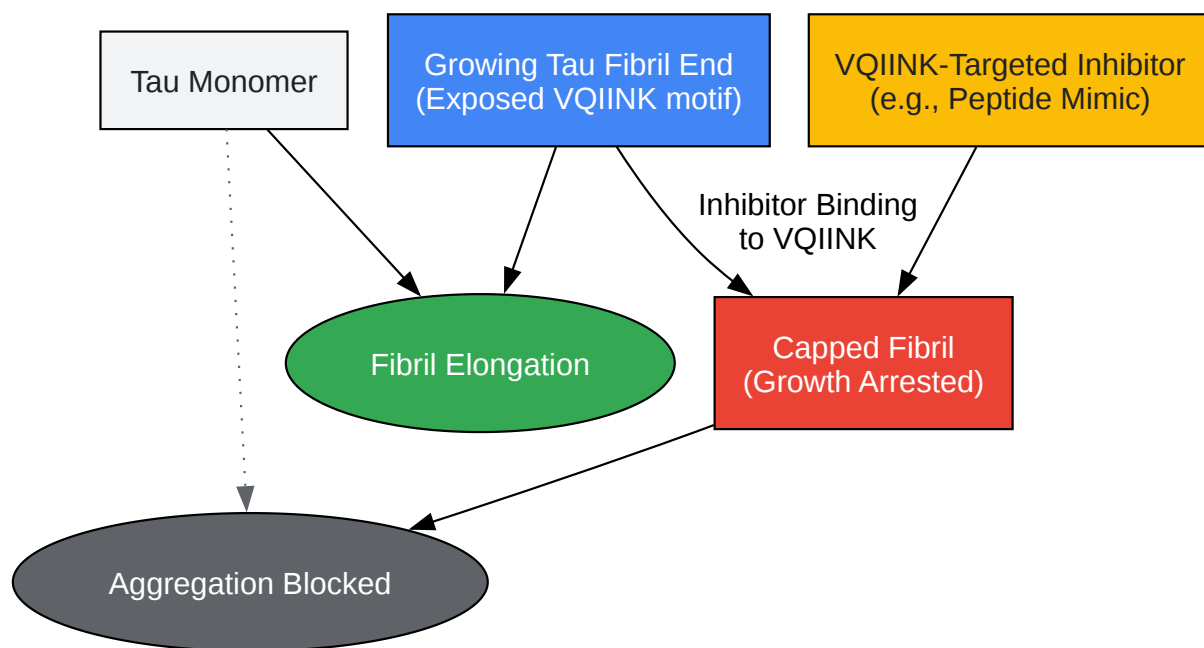 Tau Monomer
Growing Tau Fibril End
(Exposed VQIINK motif)
VQIINK-Targeted Inhibitor
(e.g., Peptide Mimic)
Inhibitor Binding
to VQIINK
Fibril Elongation
Capped Fibril
(Growth Arrested)
Aggregation Blocked